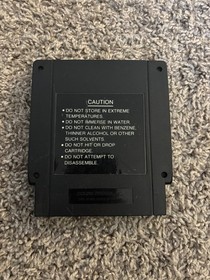 CAUTION
• DO NOT STORE IN EXTREME
TEMPERATURES.
• DO NOT IMMERSE IN WATER.
• DO NOT CLEAN WITH BENZENE,
THINNER ALCOHOL OR OTHER
SUCH SOLVENTS.
• DO NOT HIT OR DROP
CARTRIDGE.
• DO NOT ATTEMPT TO
DISASSEMBLE.